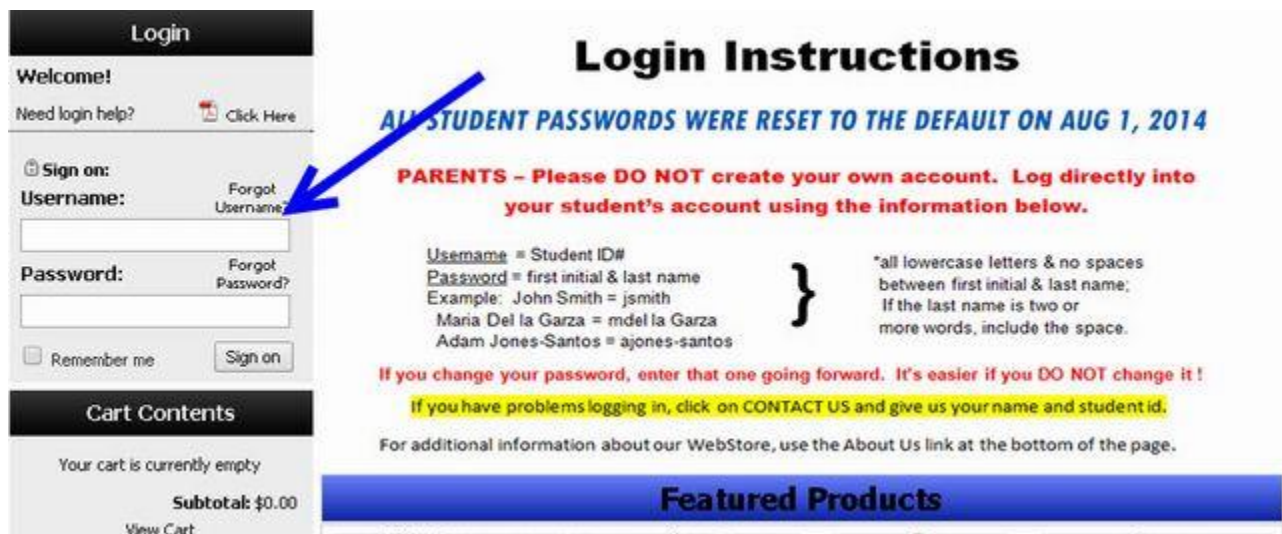 Login
Welcome!
Need login help? Click Here
Sign on:
Username: Forgot Username?
Password: Forgot Password?
Remember me Sign on
Cart Contents
Your cart is currently empty
Subtotal: $0.00
View Cart
Login Instructions
ALL STUDENT PASSWORDS WERE RESET TO THE DEFAULT ON AUG 1, 2014
PARENTS – Please DO NOT create your own account. Log directly into
your student's account using the information below.
Username = Student ID#
Password = first initial & last name
Example: John Smith = jsmith
Maria Del la Garza = mdel la Garza
Adam Jones-Santos = ajones-santos
}
*all lowercase letters & no spaces
between first initial & last name;
If the last name is two or
more words, include the space.
If you change your password, enter that one going forward. It's easier if you DO NOT change it !
If you have problems logging in, click on CONTACT US and give us your name and student id.
For additional information about our WebStore, use the About Us link at the bottom of the page.
Featured Products